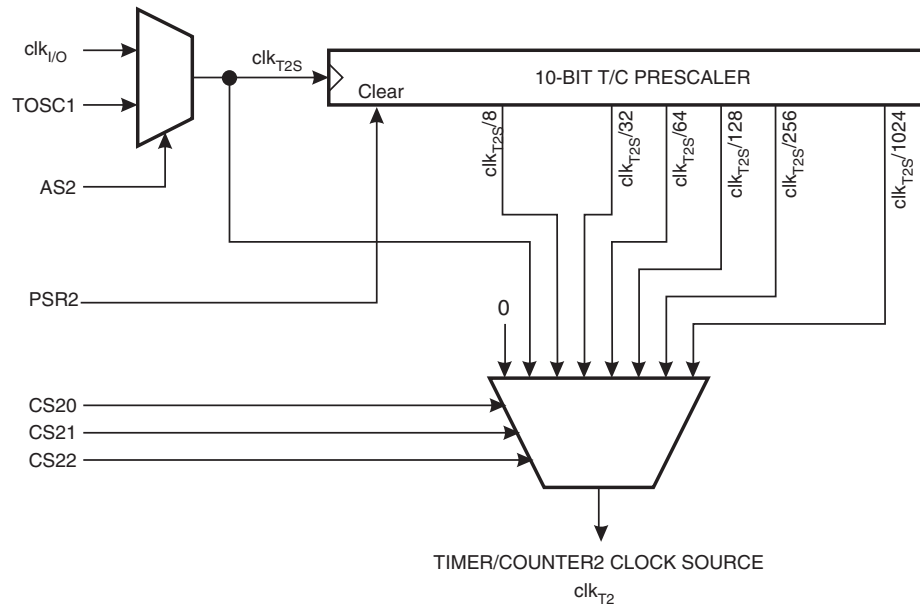 clkI/O
TOSC1
AS2
clkT2S
10-BIT T/C PRESCALER
Clear
clkT2S/8
clkT2S/32
clkT2S/64
clkT2S/128
clkT2S/256
clkT2S/1024
PSR2
0
CS20
CS21
CS22
TIMER/COUNTER2 CLOCK SOURCE
clkT2